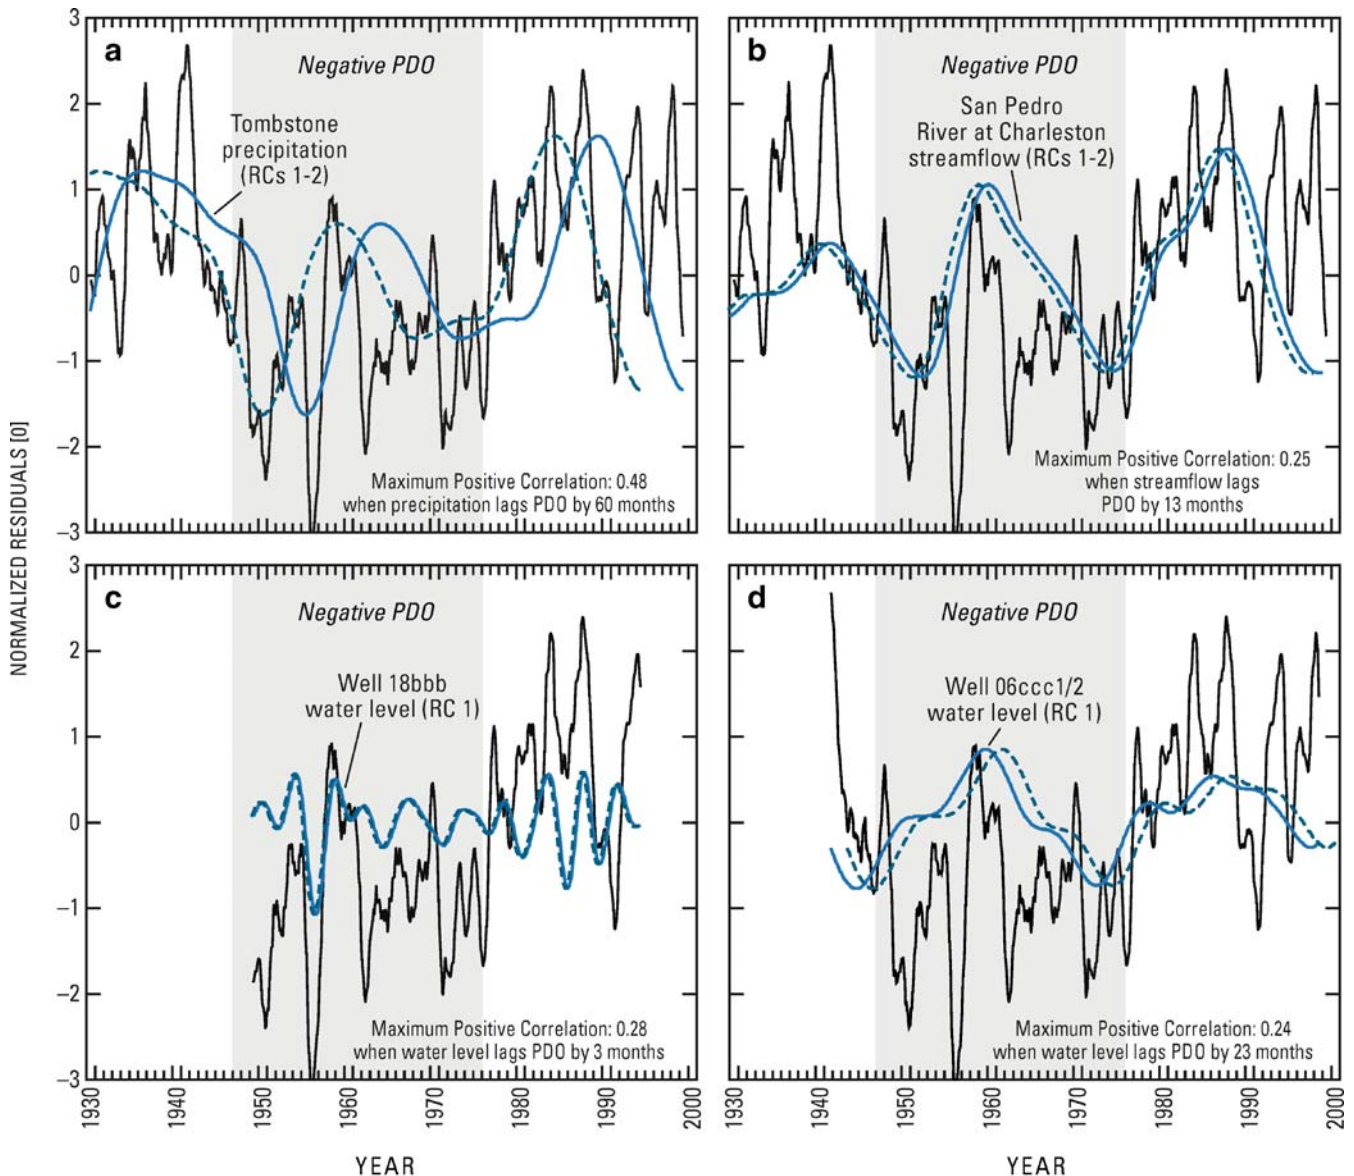 a
Negative PDO
Tombstone
precipitation
(RCs 1-2)
Maximum Positive Correlation: 0.48
when precipitation lags PDO by 60 months
3
2
1
0
−1
−2
−3
b
Negative PDO
San Pedro
River at Charleston
streamflow (RCs 1-2)
Maximum Positive Correlation: 0.25
when streamflow lags
PDO by 13 months
NORMALIZED RESIDUALS [0]
c
Negative PDO
Well 18bbb
water level (RC 1)
Maximum Positive Correlation: 0.28
when water level lags PDO by 3 months
3
2
1
0
−1
−2
−3
1930 1940 1950 1960 1970 1980 1990 2000
YEAR
d
Negative PDO
Well 06ccc1/2
water level (RC 1)
Maximum Positive Correlation: 0.24
when water level lags PDO by 23 months
1930 1940 1950 1960 1970 1980 1990 2000
YEAR